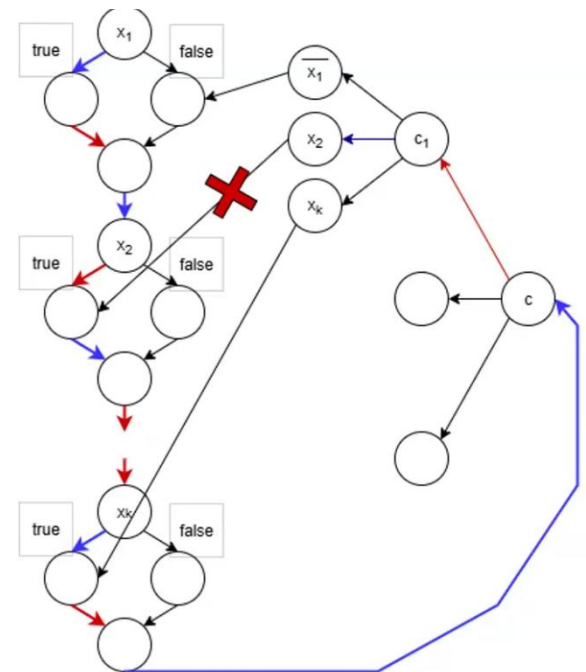 x₁
true
false
x̅₁
x₂
c₁
xₖ
x₂
true
false
c
xₖ
true
false